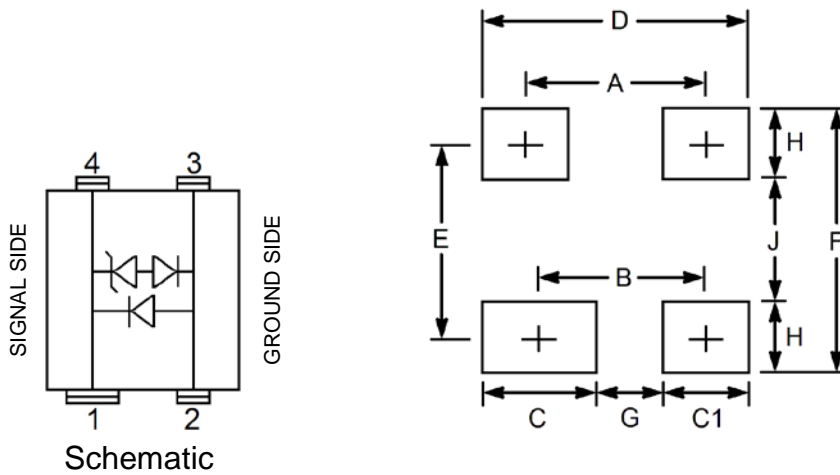 4 3
SIGNAL SIDE
GROUND SIDE
1 2
Schematic
D
A
H
E
J
F
B
H
C G C1